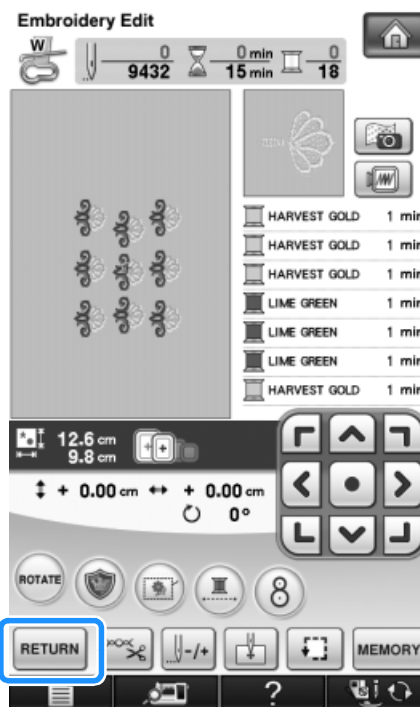 Embroidery Edit
W 0 0 min 0
9432 15 min 18
HARVEST GOLD 1 min
HARVEST GOLD 1 min
HARVEST GOLD 1 min
LIME GREEN 1 min
LIME GREEN 1 min
LIME GREEN 1 min
HARVEST GOLD 1 min
12.6 cm
9.8 cm
+ 0.00 cm + 0.00 cm
0°
ROTATE 8
RETURN -/+ MEMORY
? i